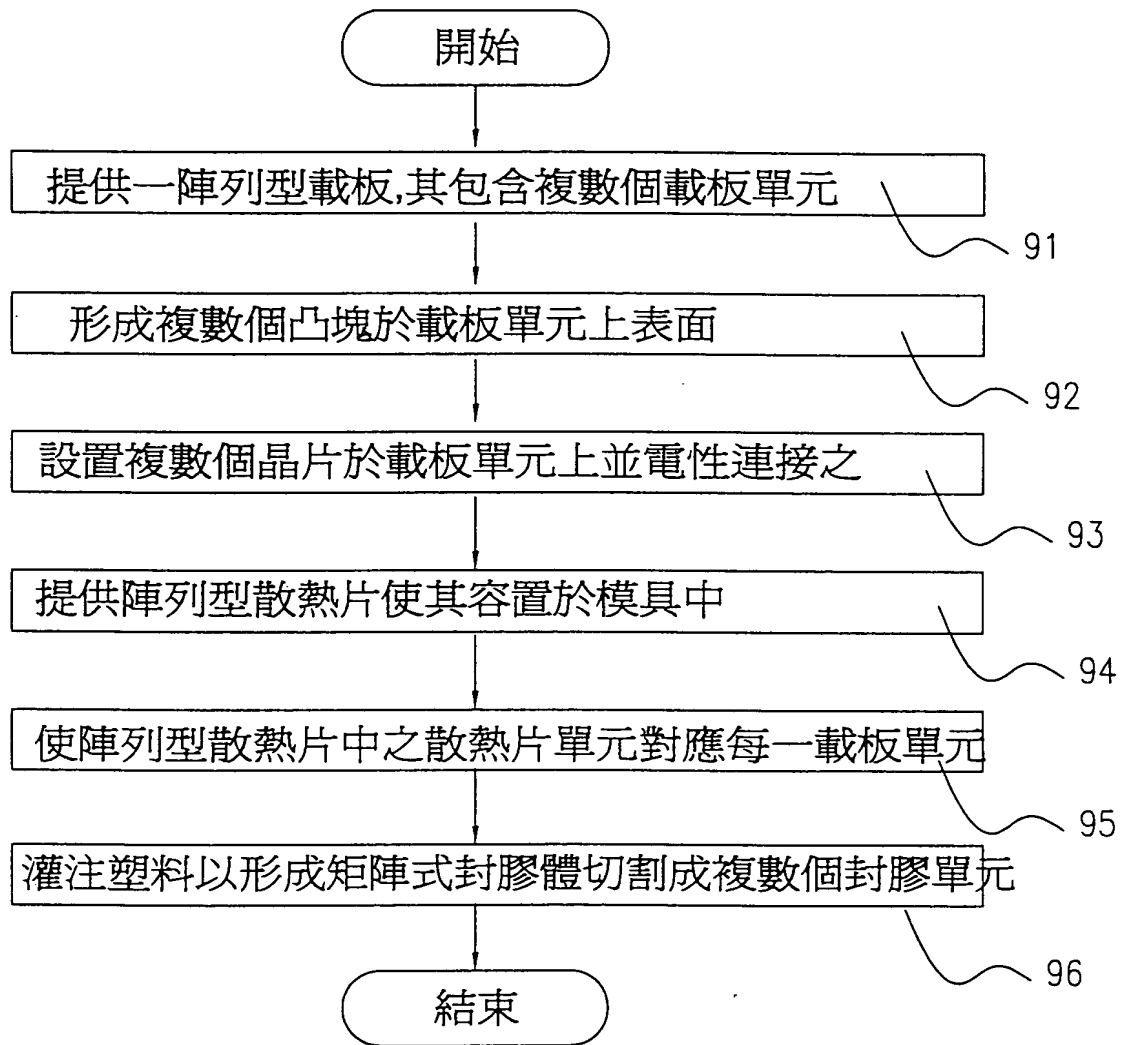 開始
提供一陣列型載板,其包含複數個載板單元
91
形成複數個凸塊於載板單元上表面
92
設置複數個晶片於載板單元上並電性連接之
93
提供陣列型散熱片使其容置於模具中
94
使陣列型散熱片中之散熱片單元對應每一載板單元
95
灌注塑料以形成矩陣式封膠體切割成複數個封膠單元
96
結束